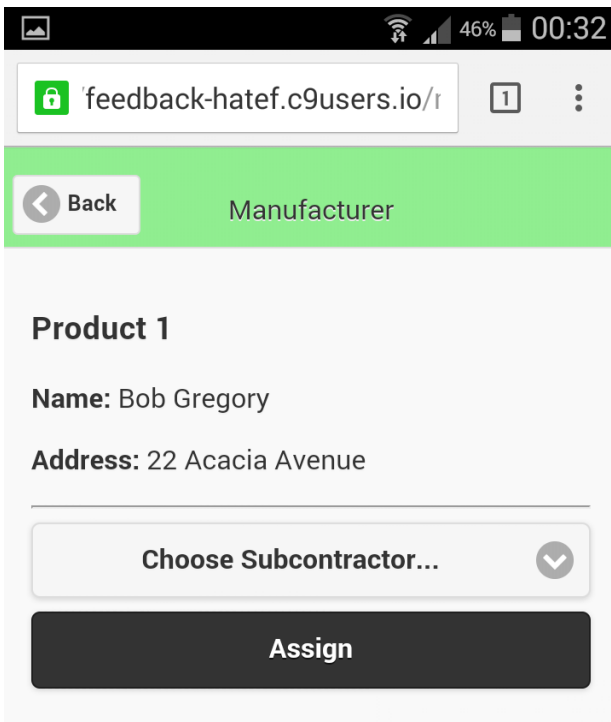 46% 00:32
feedback-hatef.c9users.io/ 1
Back Manufacturer
Product 1
Name: Bob Gregory
Address: 22 Acacia Avenue
Choose Subcontractor...
Assign